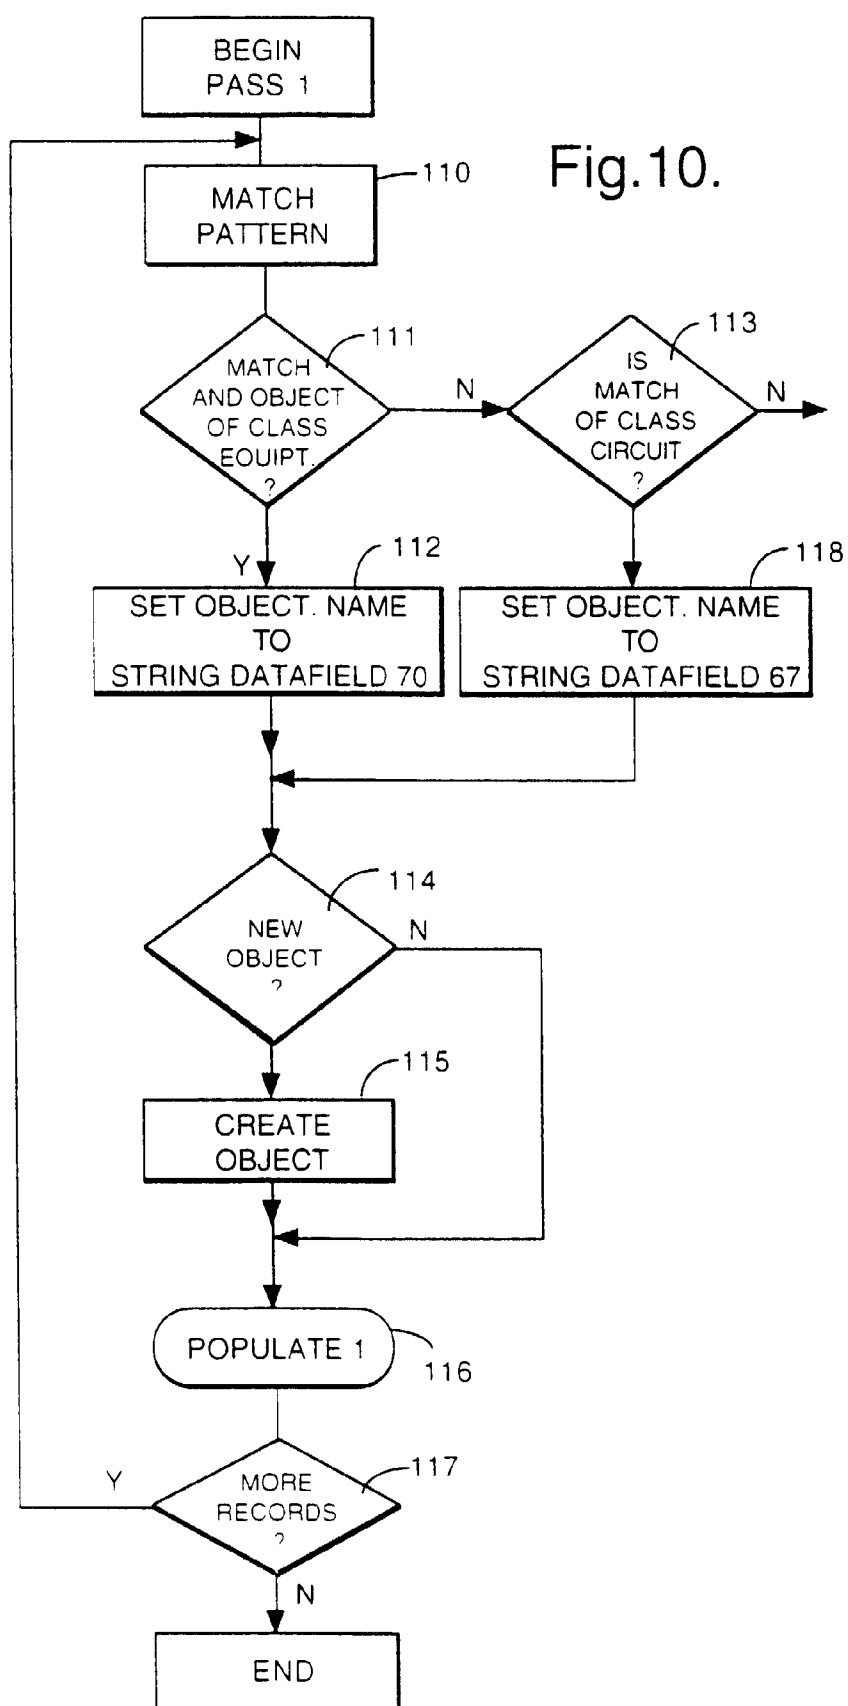 BEGIN
PASS 1
Fig.10.
110
MATCH
PATTERN
111
MATCH
AND OBJECT
OF CLASS
EQUIPT.
?
N
113
IS
MATCH
OF CLASS
CIRCUIT
?
N
Y
112
SET OBJECT. NAME
TO
STRING DATAFIELD 70
118
SET OBJECT. NAME
TO
STRING DATAFIELD 67
114
NEW
OBJECT
?
N
115
CREATE
OBJECT
POPULATE 1
116
Y
117
MORE
RECORDS
?
N
END